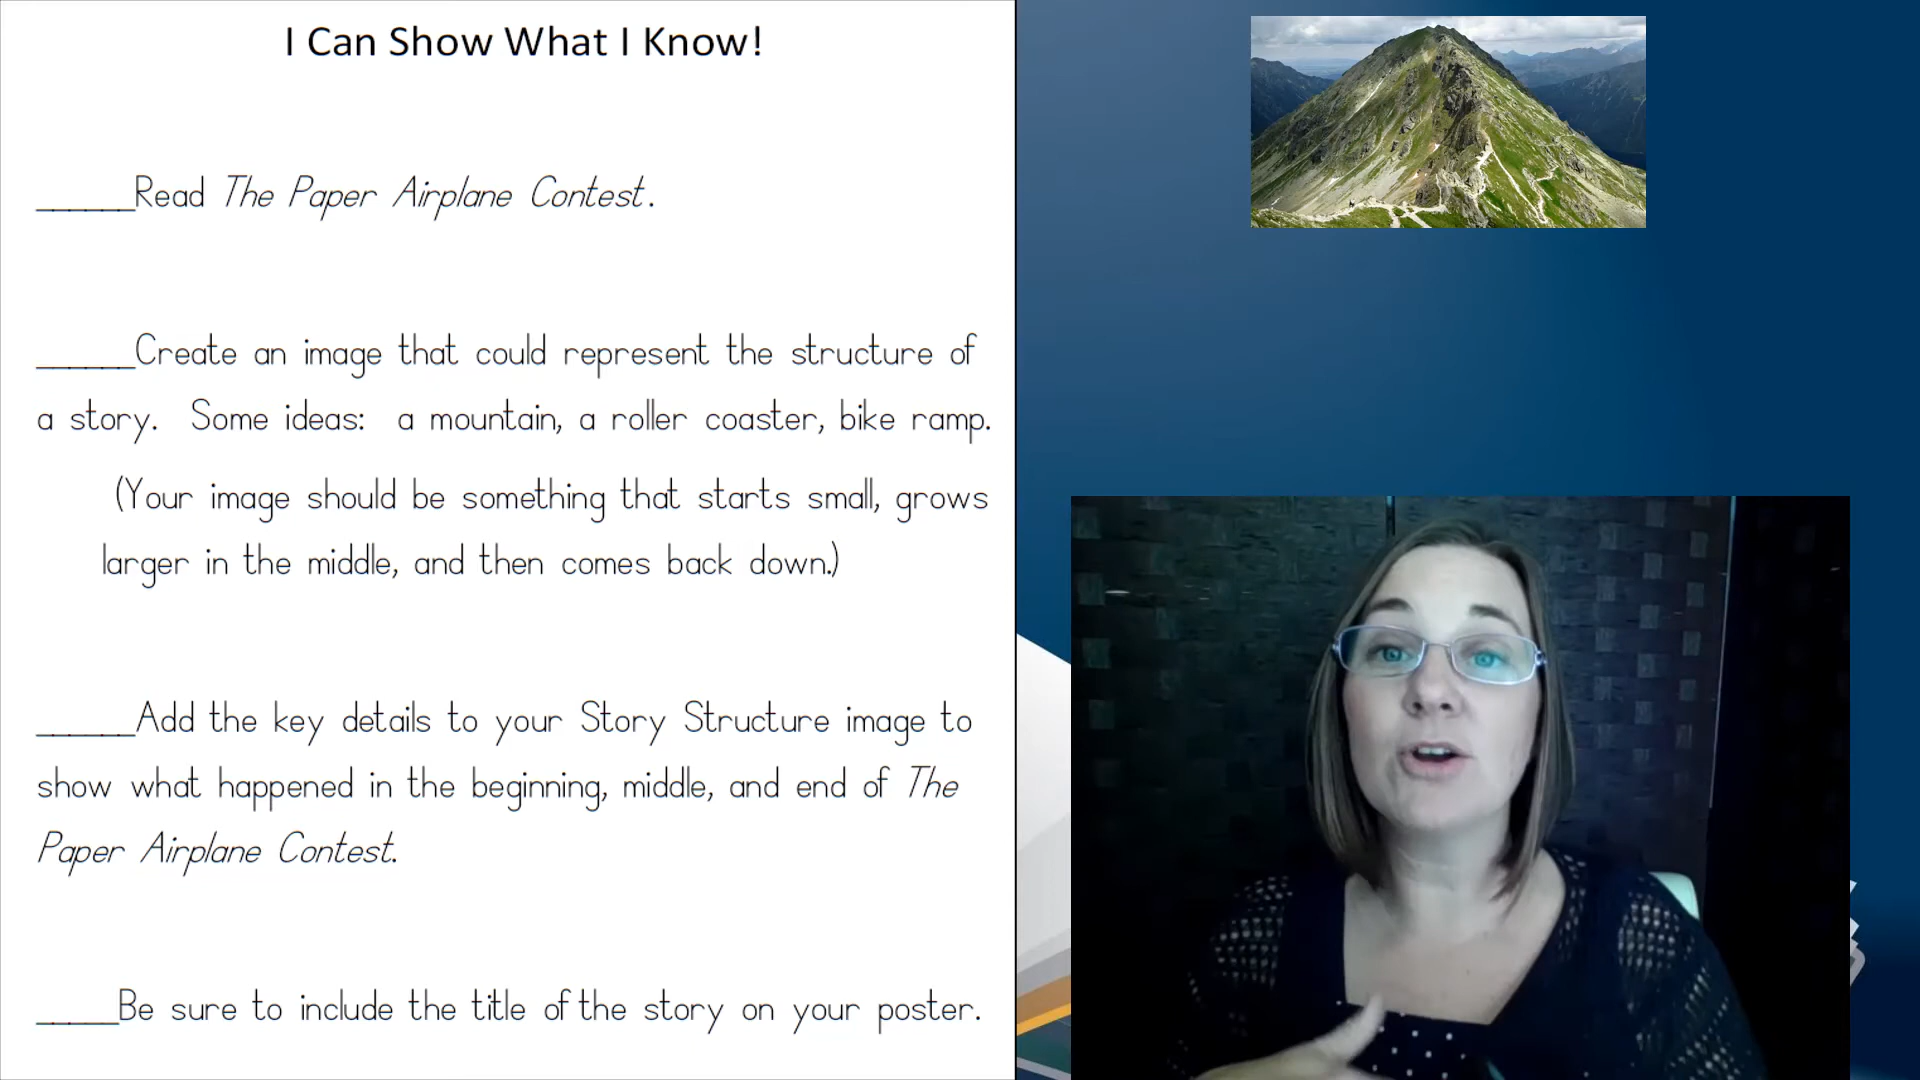 I Can Show What I Know!
______Read The Paper Airplane Contest.
______Create an image that could represent the structure of
a story. Some ideas: a mountain, a roller coaster, bike ramp.
(Your image should be something that starts small, grows
larger in the middle, and then comes back down.)
______Add the key details to your Story Structure image to
show what happened in the beginning, middle, and end of The
Paper Airplane Contest.
_____Be sure to include the title of the story on your poster.